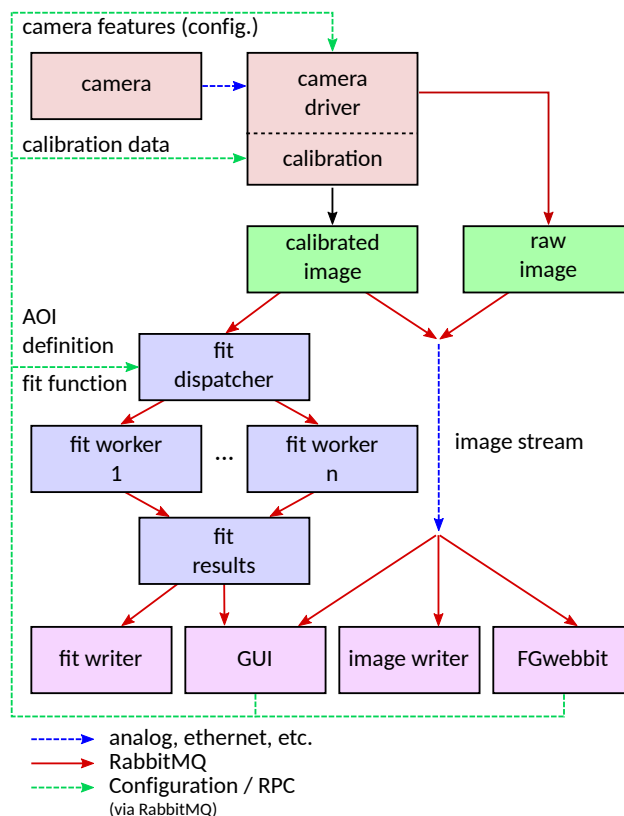 camera features (config.)
camera
camera
driver
calibration data
calibration
calibrated
image
raw
image
AOI
definition
fit function
fit
dispatcher
fit worker
1
...
fit worker
n
image stream
fit
results
fit writer
GUI
image writer
FGwebbit
analog, ethernet, etc.
RabbitMQ
Configuration / RPC
(via RabbitMQ)